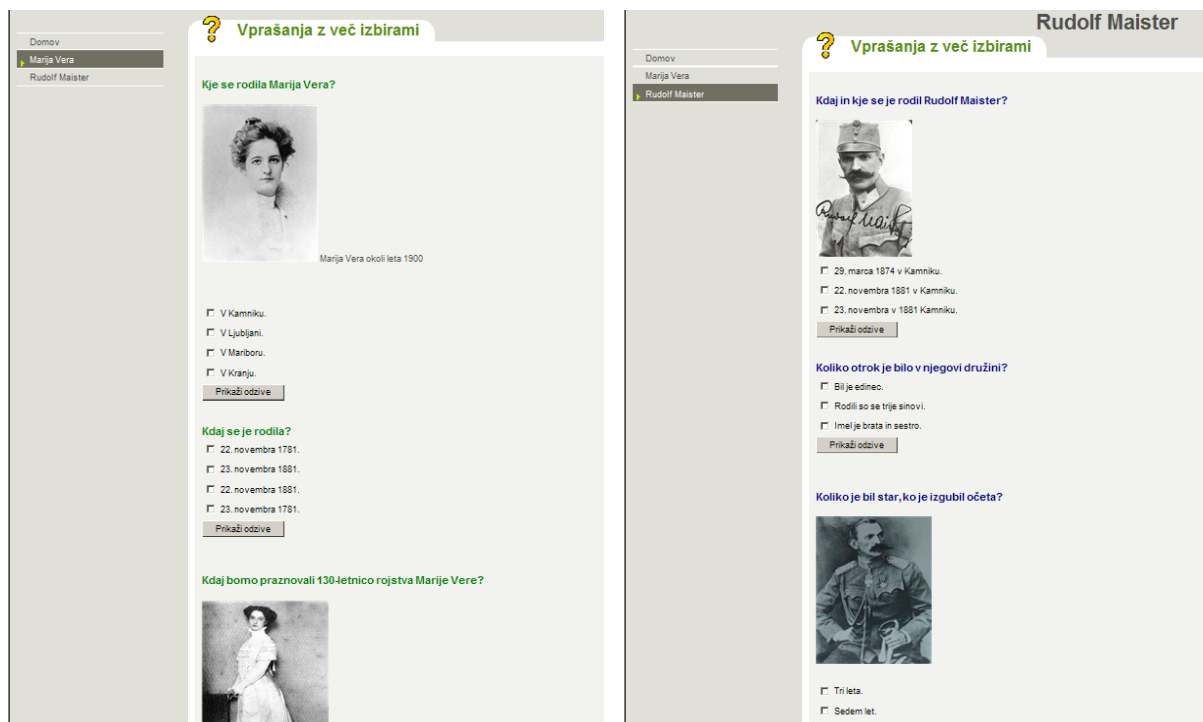 Domov
Marija Vera
Rudolf Maister
? Vprašanja z več izbirami
Kje se rodila Marija Vera?
Marija Vera okoli leta 1900
V Kamniku.
V Ljubljani.
V Mariboru.
V Kranju.
Prikaži odzive
Kdaj se je rodila?
22. novembra 1781.
23. novembra 1881.
22. novembra 1881.
23. novembra 1781.
Prikaži odzive
Kdaj bomo praznovali 130-letnico rojstva Marije Vere?
Rudolf Maister
Domov
Marija Vera
Rudolf Maister
? Vprašanja z več izbirami
Kdaj in kje se je rodil Rudolf Maister?
Rudolf Maister
29. marca 1874 v Kamniku.
22. novembra 1881 v Kamniku.
23. novembra v 1881 Kamniku.
Prikaži odzive
Koliko otrok je bilo v njegovi družini?
Bil je edinec.
Rodili so se trije sinovi.
Imel je brata in sestro.
Prikaži odzive
Koliko je bil star, ko je izgubil očeta?
Tri leta.
Sedem let.